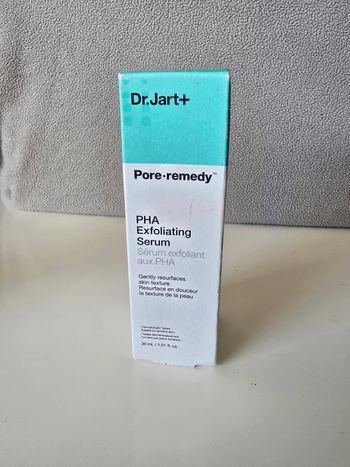 Dr.Jart+
Pore·remedy™
PHA
Exfoliating
Serum
Sérum exfoliant
aux PHA
Gently resurfaces
skin texture
Resurface en douceur
la texture de la peau
30 mL / 1.01 fl. oz.